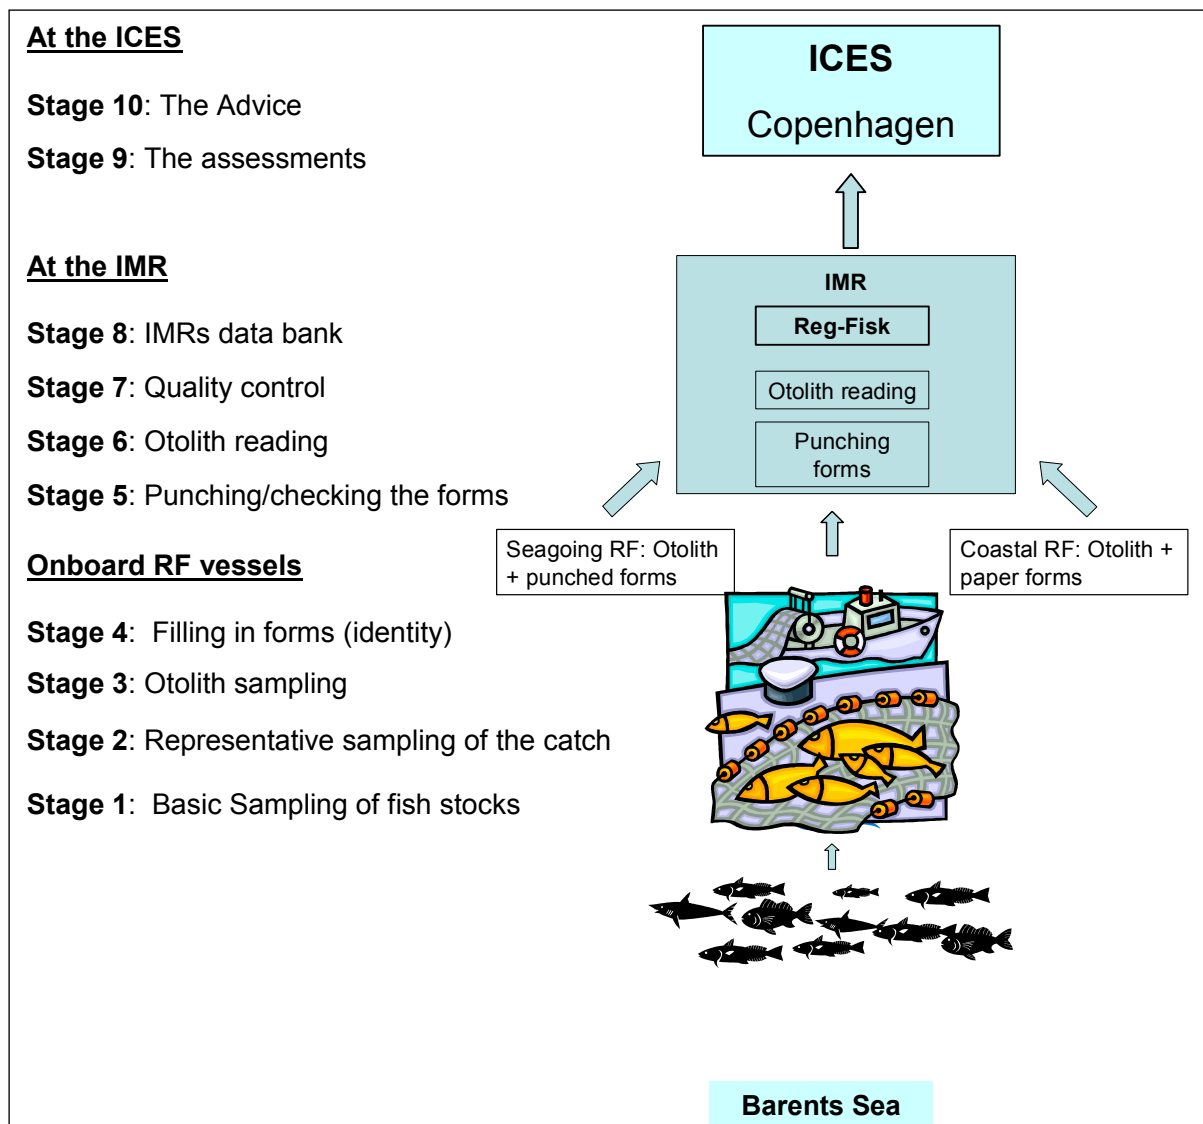 At the ICES
Stage 10: The Advice
Stage 9: The assessments
At the IMR
Stage 8: IMRs data bank
Stage 7: Quality control
Stage 6: Otolith reading
Stage 5: Punching/checking the forms
Onboard RF vessels
Stage 4: Filling in forms (identity)
Stage 3: Otolith sampling
Stage 2: Representative sampling of the catch
Stage 1: Basic Sampling of fish stocks
ICES
Copenhagen
IMR
Reg-Fisk
Otolith reading
Punching
forms
Seagoing RF: Otolith
+ punched forms
Coastal RF: Otolith +
paper forms
Barents Sea